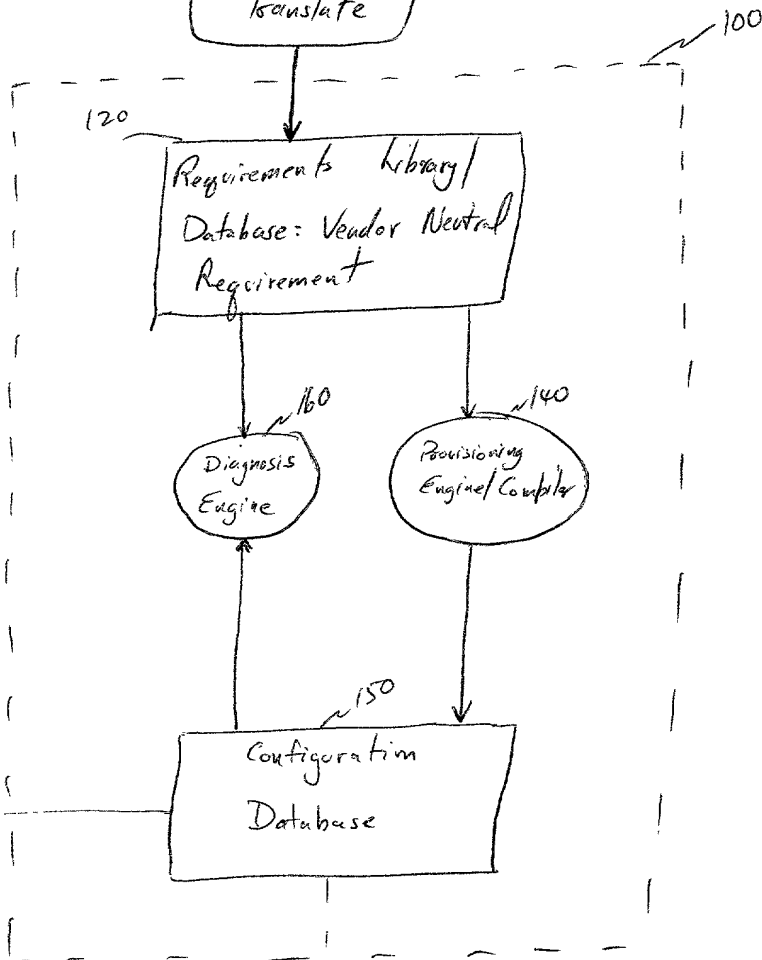 Translate
100
120
Requirements Library/
Database: Vendor Neutral
Requirement
160
140
Diagnosis
Engine
Provisioning
Engine/Compiler
150
Configuration
Database